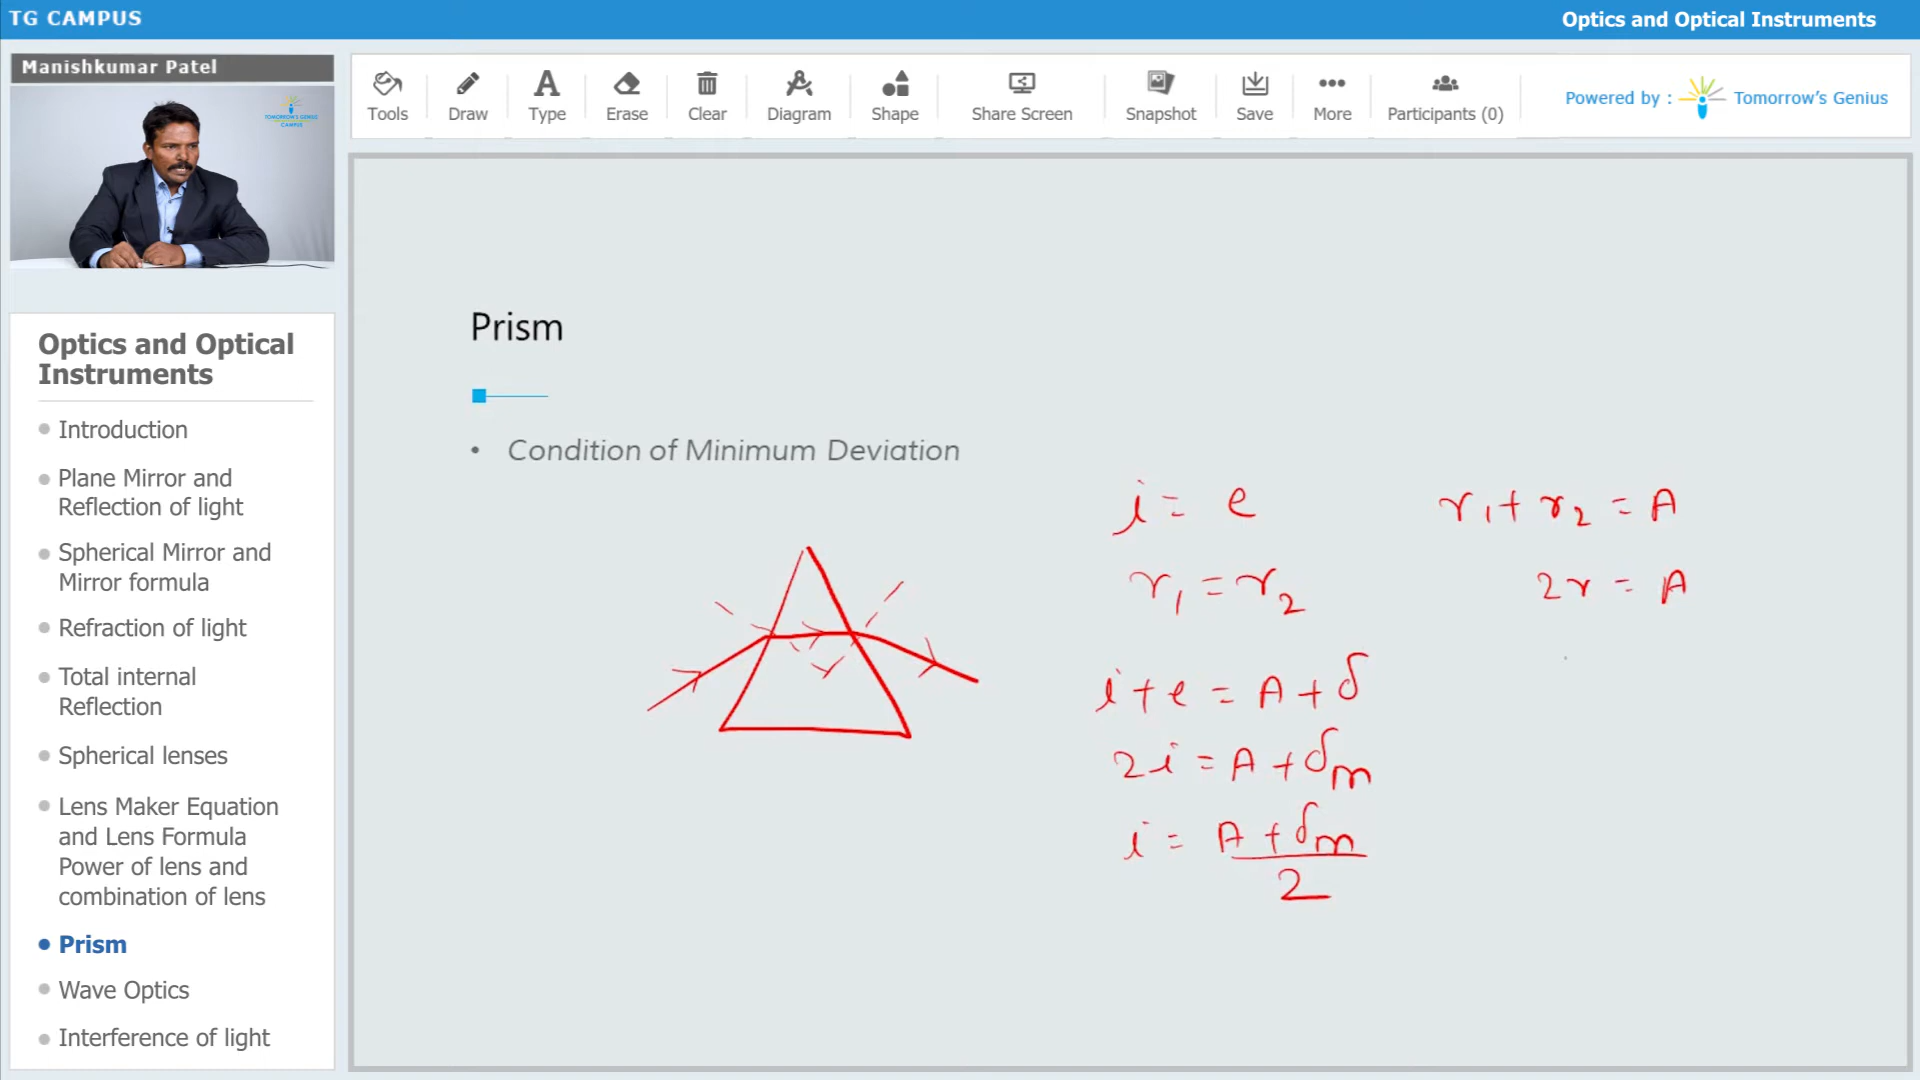 TG CAMPUS
Optics and Optical Instruments
Manishkumar Patel
TOMORROW'S GENIUS
CAMPUS
Tools
Draw
Type
Erase
Clear
Diagram
Shape
Share Screen
Snapshot
Save
More
Participants (0)
Powered by : Tomorrow's Genius
Optics and Optical
Instruments
Introduction
Plane Mirror and
Reflection of light
Spherical Mirror and
Mirror formula
Refraction of light
Total internal
Reflection
Spherical lenses
Lens Maker Equation
and Lens Formula
Power of lens and
combination of lens
Prism
Wave Optics
Interference of light
Prism
• Condition of Minimum Deviation
i = e
r₁ = r₂
i + e = A + δ
2i = A + δm
i = A + δm
2
r₁ + r₂ = A
2r = A